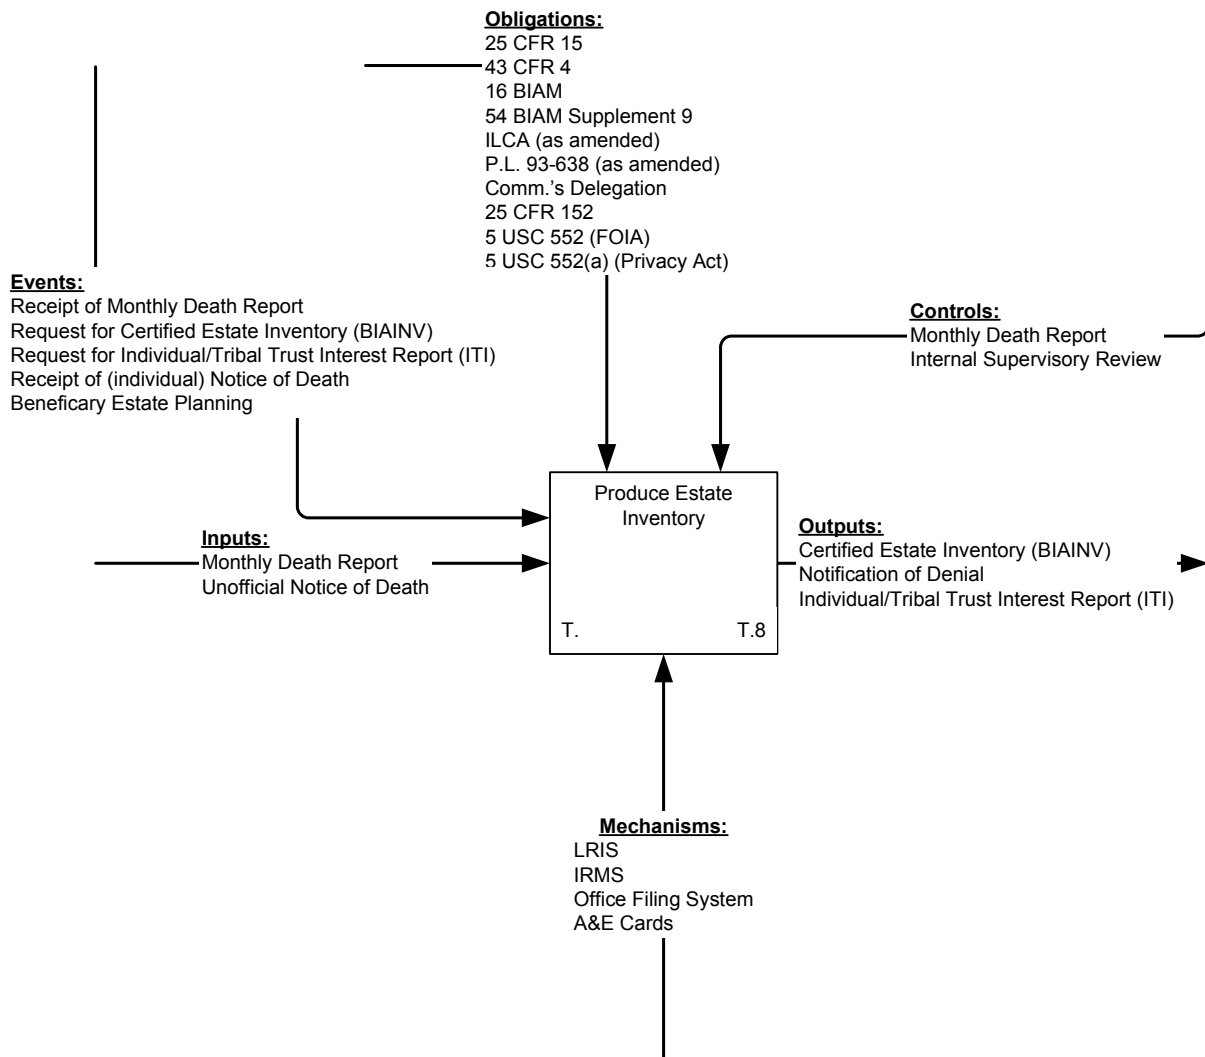 Obligations:
25 CFR 15
43 CFR 4
16 BIAM
54 BIAM Supplement 9
ILCA (as amended)
P.L. 93-638 (as amended)
Comm.'s Delegation
25 CFR 152
5 USC 552 (FOIA)
5 USC 552(a) (Privacy Act)
Events:
Receipt of Monthly Death Report
Request for Certified Estate Inventory (BIAINV)
Request for Individual/Tribal Trust Interest Report (ITI)
Receipt of (individual) Notice of Death
Beneficary Estate Planning
Controls:
Monthly Death Report
Internal Supervisory Review
Produce Estate
Inventory
T.
T.8
Inputs:
Monthly Death Report
Unofficial Notice of Death
Outputs:
Certified Estate Inventory (BIAINV)
Notification of Denial
Individual/Tribal Trust Interest Report (ITI)
Mechanisms:
LRIS
IRMS
Office Filing System
A&E Cards